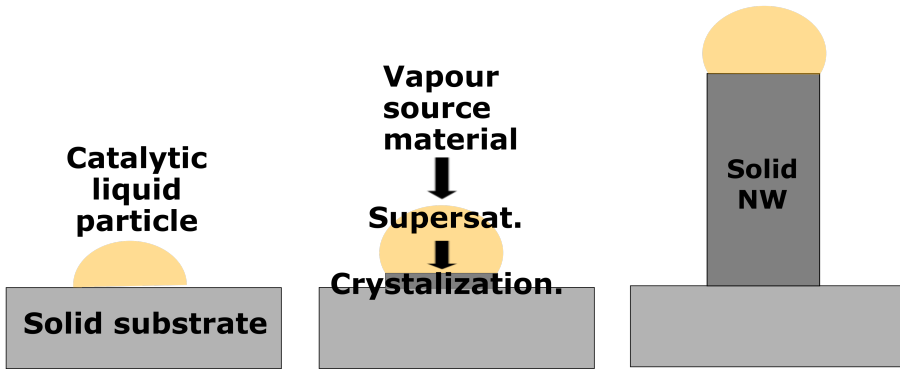 Catalytic
liquid
particle
Solid substrate
Vapour
source
material
Supersat.
Crystalization.
Solid
NW